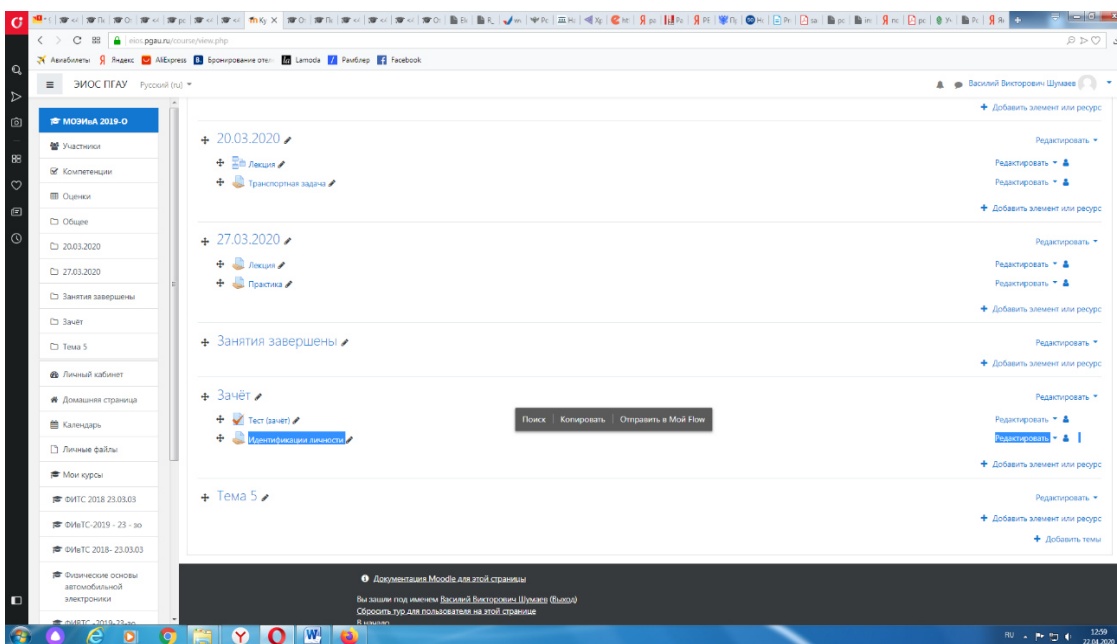 eios.pgau.ru/course/view.php
Авиабилеты Яндекс AliExpress Бронирование отел Lamoda Рамблер Facebook
ЭИОС ПГАУ Русский (ru) Василий Викторович Шумаев
Добавить элемент или ресурс
МОЭИвА 2019-О
Участники
Компетенции
Оценки
Общее
20.03.2020
27.03.2020
Занятия завершены
Зачёт
Тема 5
Личный кабинет
Домашняя страница
Календарь
Личные файлы
Мои курсы
ФИТС 2018 23.03.03
ФИвТС-2019 - 23 - зо
ФИвТС 2018- 23.03.03
Физические основы
автомобильной
электроники
20.03.2020 Редактировать
Лекция Редактировать
Транспортная задача Редактировать
Добавить элемент или ресурс
27.03.2020 Редактировать
Лекция Редактировать
Практика Редактировать
Добавить элемент или ресурс
Занятия завершены Редактировать
Добавить элемент или ресурс
Зачёт Редактировать
Тест (зачет) Редактировать
Поиск Копировать Отправить в Мой Flow
Идентификации личности Редактировать
Добавить элемент или ресурс
Тема 5 Редактировать
Добавить элемент или ресурс
Добавить темы
Документация Moodle для этой страницы
Вы зашли под именем Василий Викторович Шумаев (Выход)
Сбросить тур для пользователя на этой странице
В начало
RU 12:59
22.04.2020